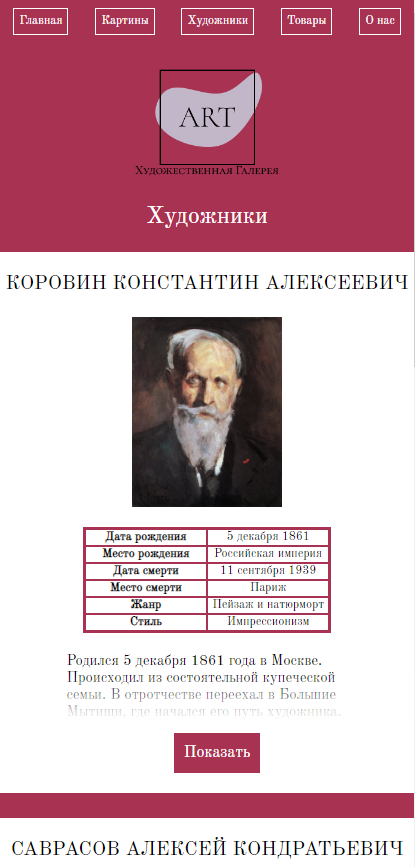 Главная Картины Художники Товары О нас
ART
Художественная Галерея
Художники
КОРОВИН КОНСТАНТИН АЛЕКСЕЕВИЧ
Дата рождения 5 декабря 1861
Место рождения Российская империя
Дата смерти 11 сентября 1939
Место смерти Париж
Жанр Пейзаж и натюрморт
Стиль Импрессионизм
Родился 5 декабря 1861 года в Москве.
Происходил из состоятельной купеческой
семьи. В отротчестве переехал в Большие
Мытищи, где начался его путь художника.
Показать
САВРАСОВ АЛЕКСЕЙ КОНДРАТЬЕВИЧ